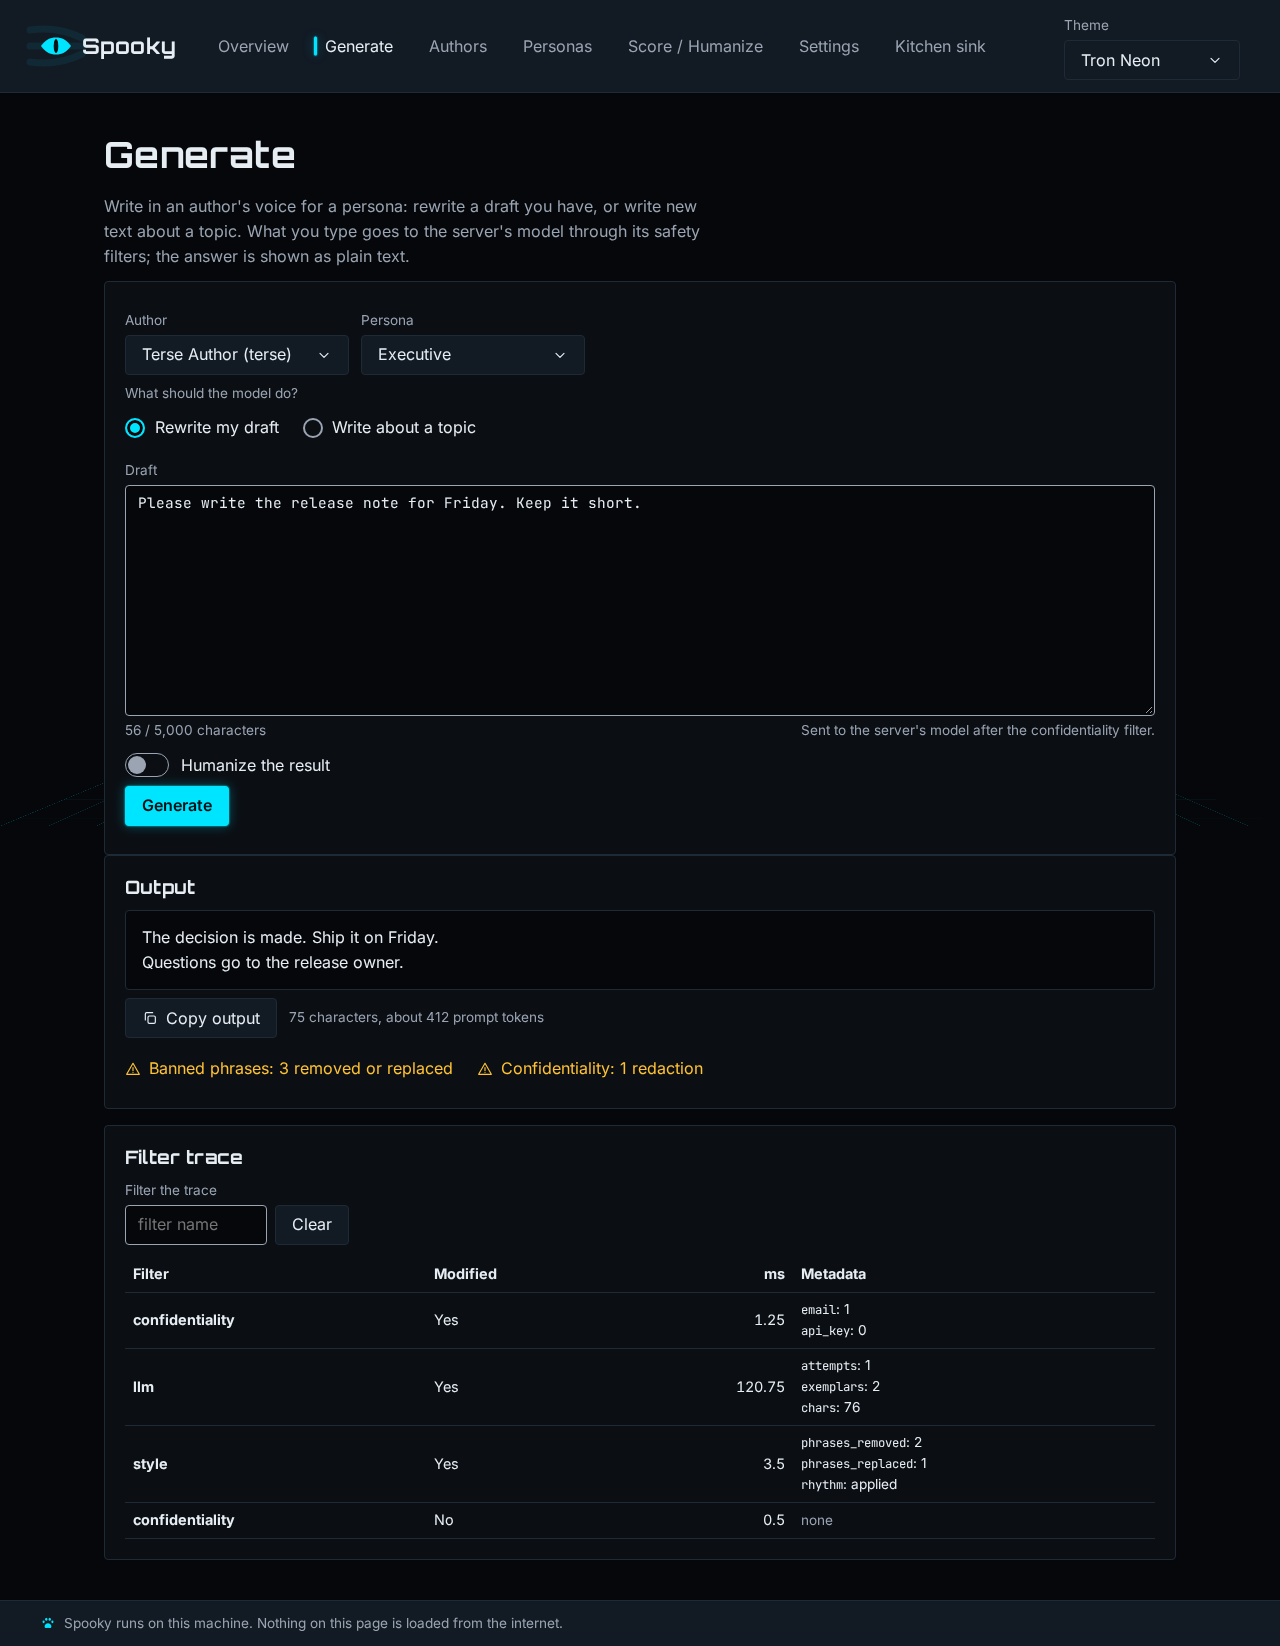 Spooky
Overview
Generate
Authors
Personas
Score / Humanize
Settings
Kitchen sink
Theme
Tron Neon
Generate
Write in an author's voice for a persona: rewrite a draft you have, or write new
text about a topic. What you type goes to the server's model through its safety
filters; the answer is shown as plain text.
Author
Persona
Terse Author (terse)
Executive
What should the model do?
Rewrite my draft
Write about a topic
Draft
Please write the release note for Friday. Keep it short.
56 / 5,000 characters
Sent to the server's model after the confidentiality filter.
Humanize the result
Generate
Output
The decision is made. Ship it on Friday.
Questions go to the release owner.
Copy output
75 characters, about 412 prompt tokens
Banned phrases: 3 removed or replaced
Confidentiality: 1 redaction
Filter trace
Filter the trace
filter name
Clear
Filter Modified ms Metadata
confidentiality Yes 1.25 email: 1
api_key: 0
llm Yes 120.75 attempts: 1
exemplars: 2
chars: 76
style Yes 3.5 phrases_removed: 2
phrases_replaced: 1
rhythm: applied
confidentiality No 0.5 none
Spooky runs on this machine. Nothing on this page is loaded from the internet.